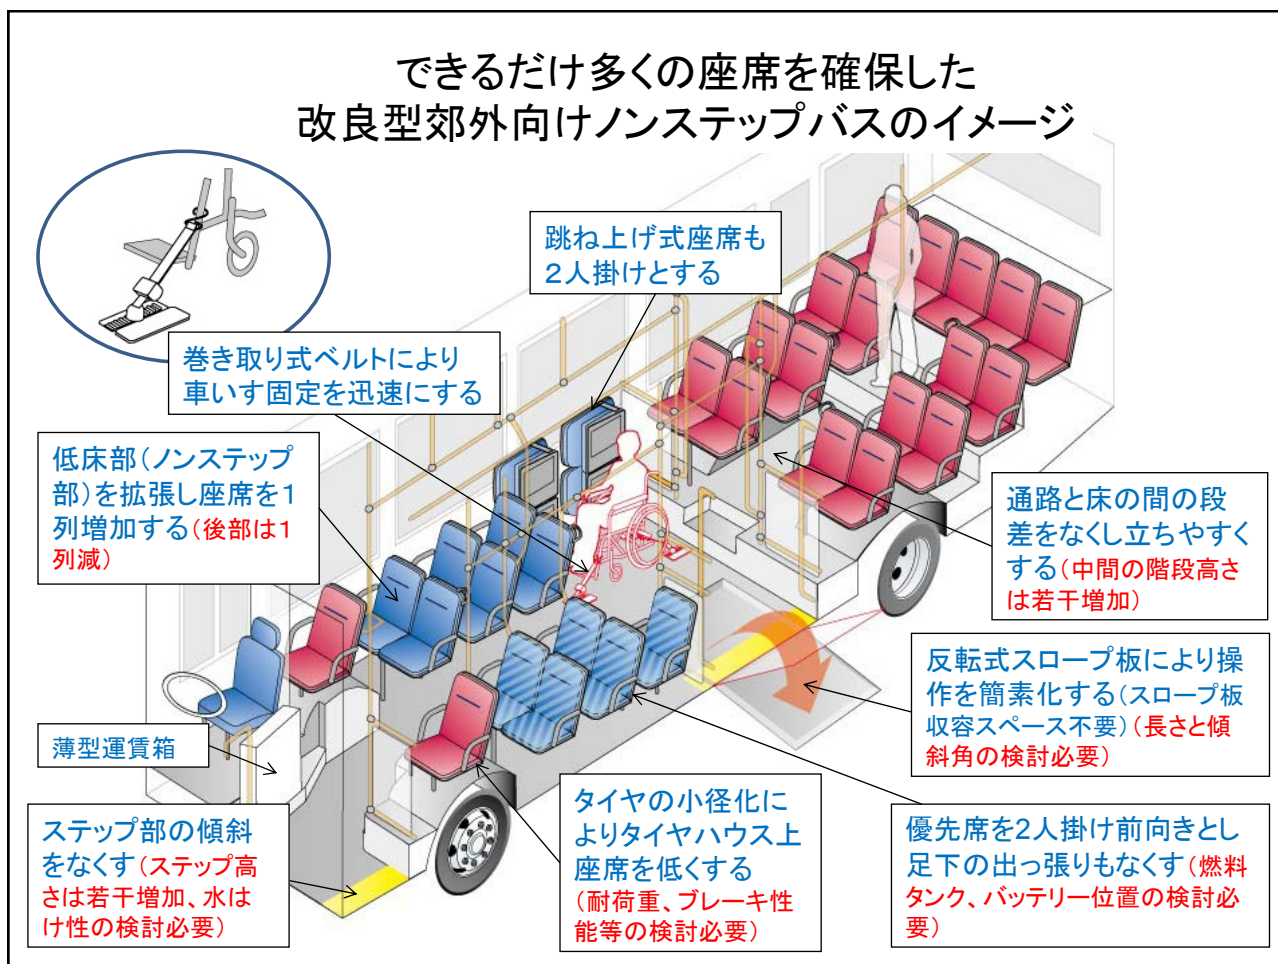 できるだけ多くの座席を確保した
改良型郊外向けノンステップバスのイメージ
跳ね上げ式座席も
２人掛けとする
巻き取り式ベルトにより
車いす固定を迅速にする
低床部（ノンステップ
部）を拡張し座席を１
列増加する（後部は１
列減）
通路と床の間の段
差をなくし立ちやすく
する（中間の階段高さ
は若干増加）
反転式スロープ板により操
作を簡素化する（スロープ板
収容スペース不要）（長さと傾
斜角の検討必要）
薄型運賃箱
ステップ部の傾斜
をなくす（ステップ高
さは若干増加、水は
け性の検討必要）
タイヤの小径化に
よりタイヤハウス上
座席を低くする
（耐荷重、ブレーキ性
能等の検討必要）
優先席を2人掛け前向きとし
足下の出っ張りもなくす（燃料
タンク、バッテリー位置の検討必
要）